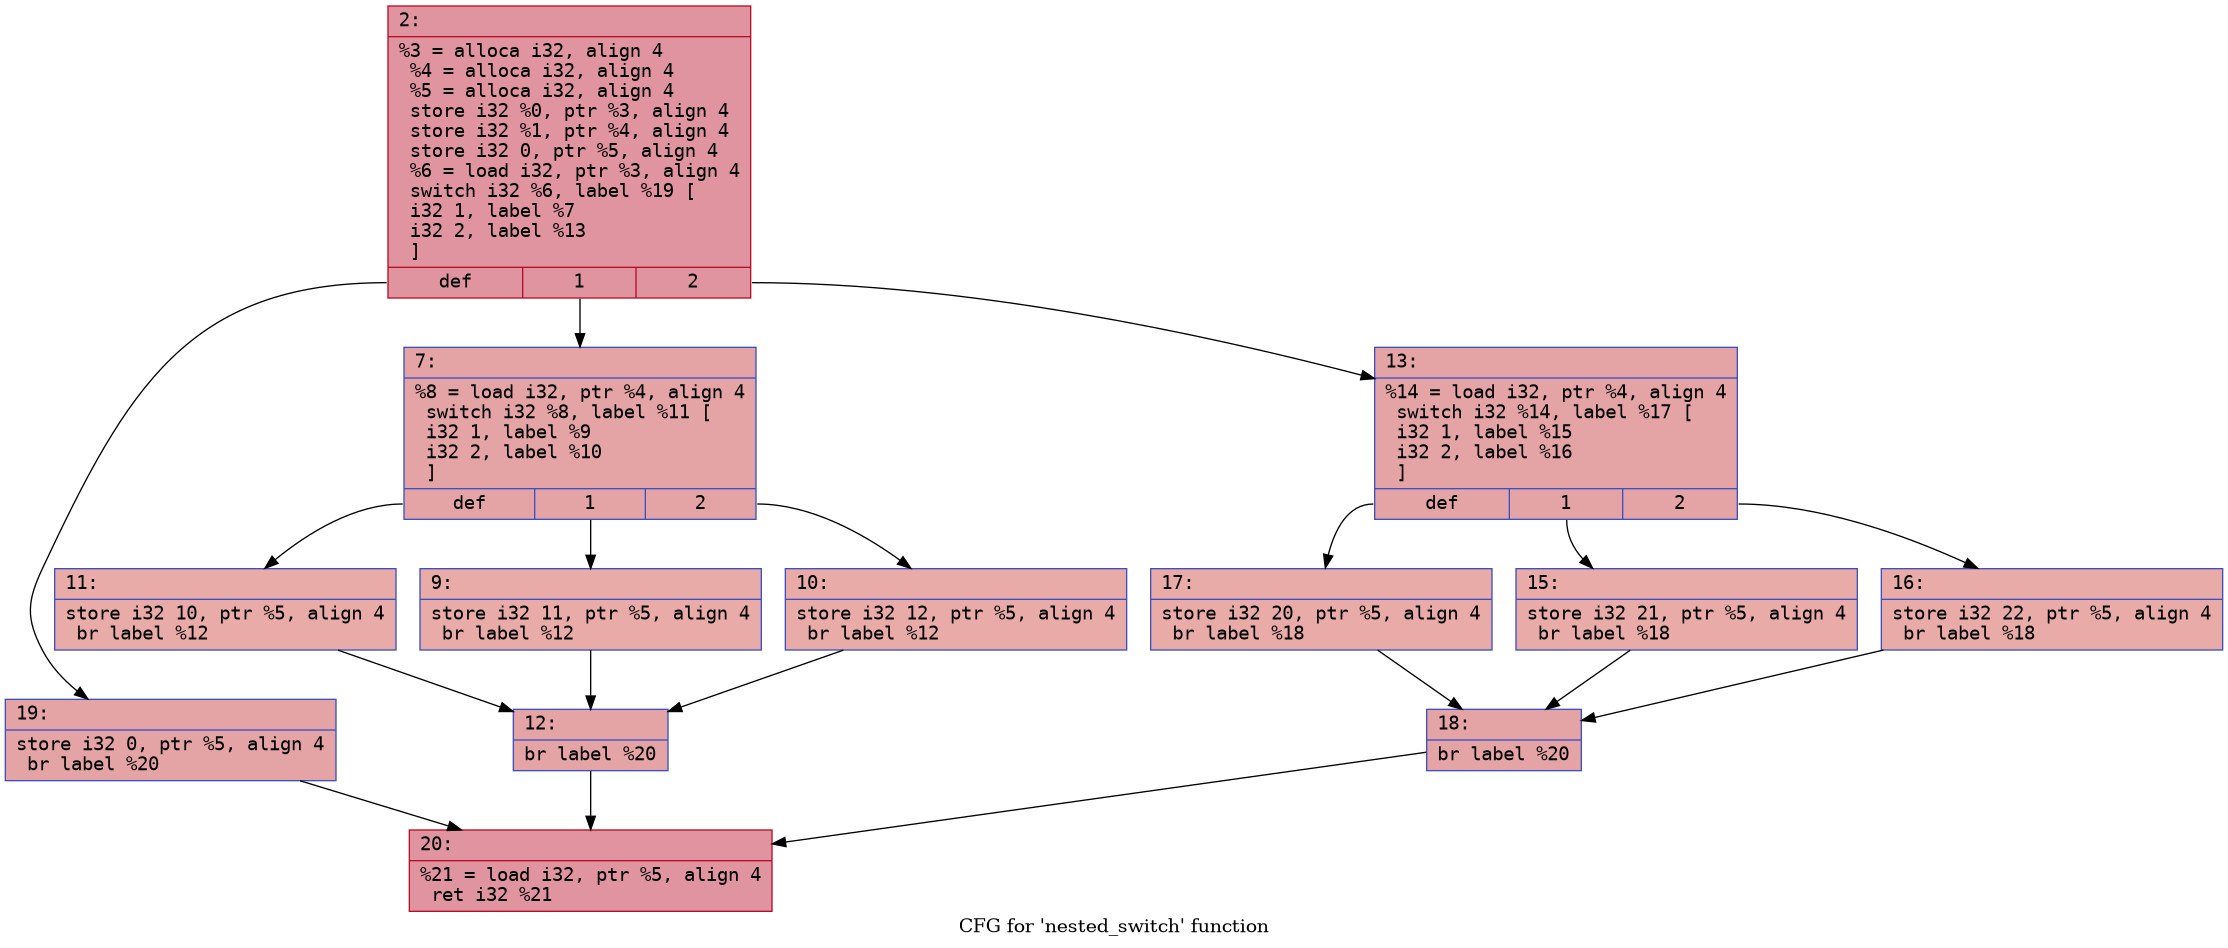 2:
%3 = alloca i32, align 4
%4 = alloca i32, align 4
%5 = alloca i32, align 4
store i32 %0, ptr %3, align 4
store i32 %1, ptr %4, align 4
store i32 0, ptr %5, align 4
%6 = load i32, ptr %3, align 4
switch i32 %6, label %19 [
i32 1, label %7
i32 2, label %13
]
def 1 2
7:
%8 = load i32, ptr %4, align 4
switch i32 %8, label %11 [
i32 1, label %9
i32 2, label %10
]
def 1 2
13:
%14 = load i32, ptr %4, align 4
switch i32 %14, label %17 [
i32 1, label %15
i32 2, label %16
]
def 1 2
11:
store i32 10, ptr %5, align 4
br label %12
9:
store i32 11, ptr %5, align 4
br label %12
10:
store i32 12, ptr %5, align 4
br label %12
17:
store i32 20, ptr %5, align 4
br label %18
15:
store i32 21, ptr %5, align 4
br label %18
16:
store i32 22, ptr %5, align 4
br label %18
19:
store i32 0, ptr %5, align 4
br label %20
12:
br label %20
18:
br label %20
20:
%21 = load i32, ptr %5, align 4
ret i32 %21
CFG for 'nested_switch' function